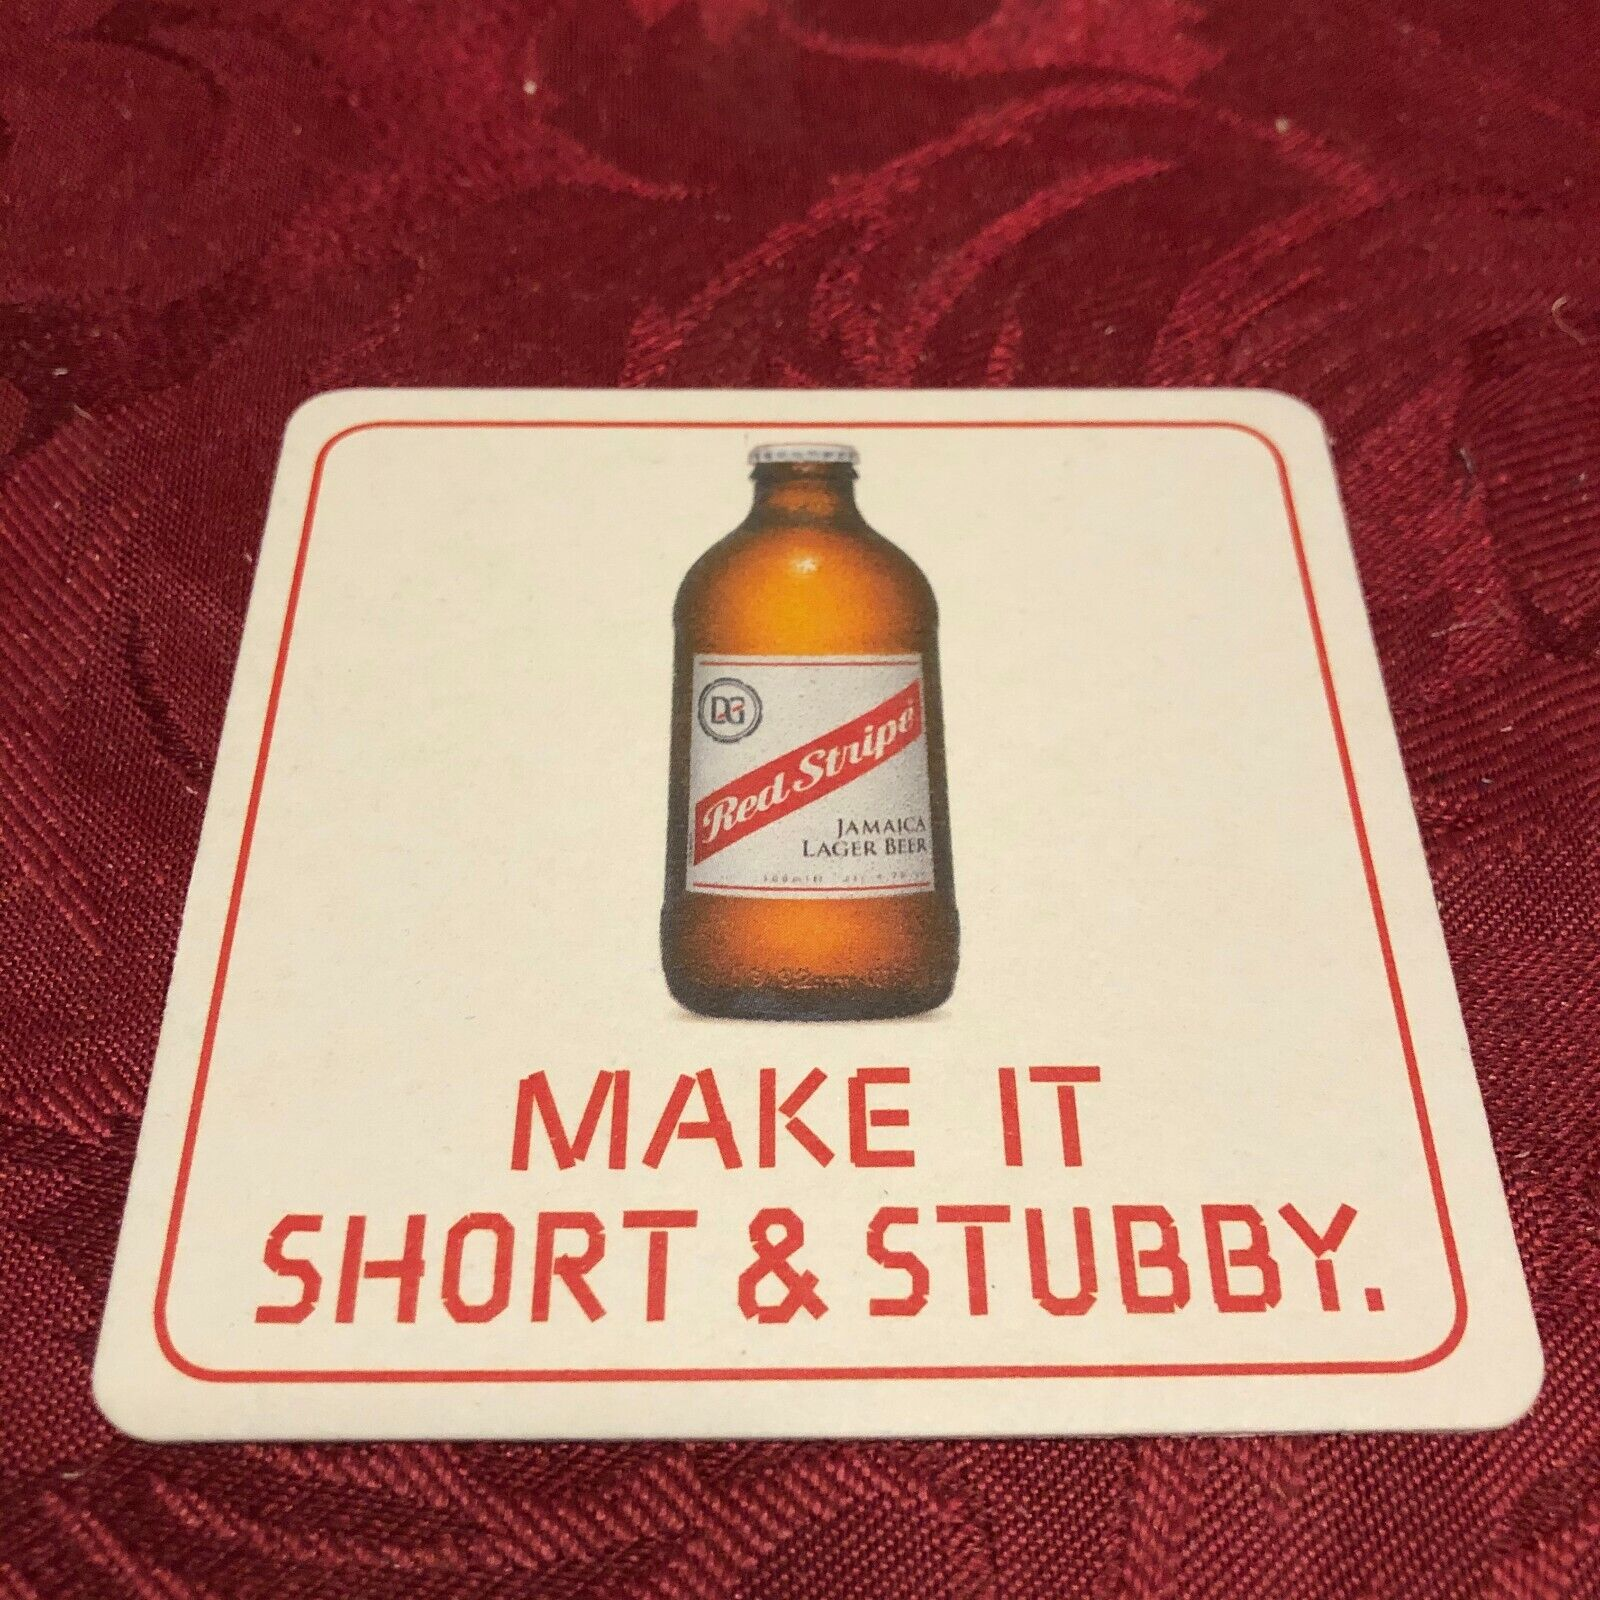 DG
Red Stripe
JAMAICA
LAGER BEER
MAKE IT
SHORT & STUBBY.